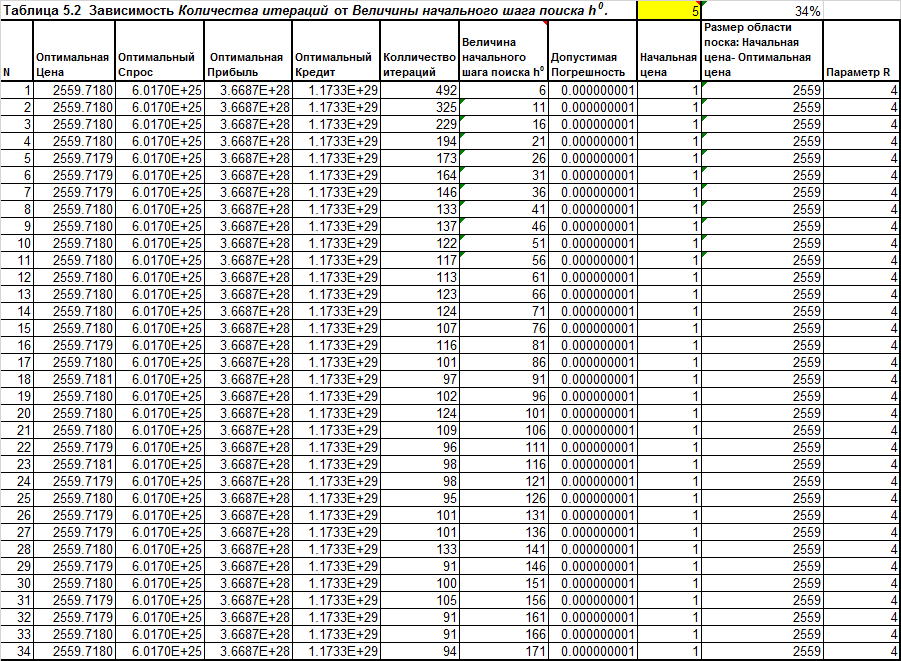 Таблица 5.2 Зависимость Количества итераций от Величины начального шага поиска h⁰. 5 34%
N Оптимальная Цена Оптимальный Спрос Оптимальная Прибыль Оптимальный Кредит Колличество итераций Величина начального шага поиска h⁰ Допустимая Погрешность Начальная цена Размер области поска: Начальная цена- Оптимальная цена Параметр R
1 2559.7180 6.0170E+25 3.6687E+28 1.1733E+29 492 6 0.000000001 1 2559 4
2 2559.7180 6.0170E+25 3.6687E+28 1.1733E+29 325 11 0.000000001 1 2559 4
3 2559.7180 6.0170E+25 3.6687E+28 1.1733E+29 229 16 0.000000001 1 2559 4
4 2559.7180 6.0170E+25 3.6687E+28 1.1733E+29 194 21 0.000000001 1 2559 4
5 2559.7179 6.0170E+25 3.6687E+28 1.1733E+29 173 26 0.000000001 1 2559 4
6 2559.7179 6.0170E+25 3.6687E+28 1.1733E+29 164 31 0.000000001 1 2559 4
7 2559.7179 6.0170E+25 3.6687E+28 1.1733E+29 146 36 0.000000001 1 2559 4
8 2559.7180 6.0170E+25 3.6687E+28 1.1733E+29 133 41 0.000000001 1 2559 4
9 2559.7180 6.0170E+25 3.6687E+28 1.1733E+29 137 46 0.000000001 1 2559 4
10 2559.7180 6.0170E+25 3.6687E+28 1.1733E+29 122 51 0.000000001 1 2559 4
11 2559.7180 6.0170E+25 3.6687E+28 1.1733E+29 117 56 0.000000001 1 2559 4
12 2559.7180 6.0170E+25 3.6687E+28 1.1733E+29 113 61 0.000000001 1 2559 4
13 2559.7180 6.0170E+25 3.6687E+28 1.1733E+29 123 66 0.000000001 1 2559 4
14 2559.7180 6.0170E+25 3.6687E+28 1.1733E+29 124 71 0.000000001 1 2559 4
15 2559.7180 6.0170E+25 3.6687E+28 1.1733E+29 107 76 0.000000001 1 2559 4
16 2559.7179 6.0170E+25 3.6687E+28 1.1733E+29 116 81 0.000000001 1 2559 4
17 2559.7180 6.0170E+25 3.6687E+28 1.1733E+29 101 86 0.000000001 1 2559 4
18 2559.7181 6.0170E+25 3.6687E+28 1.1733E+29 97 91 0.000000001 1 2559 4
19 2559.7180 6.0170E+25 3.6687E+28 1.1733E+29 102 96 0.000000001 1 2559 4
20 2559.7180 6.0170E+25 3.6687E+28 1.1733E+29 124 101 0.000000001 1 2559 4
21 2559.7180 6.0170E+25 3.6687E+28 1.1733E+29 109 106 0.000000001 1 2559 4
22 2559.7179 6.0170E+25 3.6687E+28 1.1733E+29 96 111 0.000000001 1 2559 4
23 2559.7181 6.0170E+25 3.6687E+28 1.1733E+29 98 116 0.000000001 1 2559 4
24 2559.7179 6.0170E+25 3.6687E+28 1.1733E+29 98 121 0.000000001 1 2559 4
25 2559.7180 6.0170E+25 3.6687E+28 1.1733E+29 95 126 0.000000001 1 2559 4
26 2559.7179 6.0170E+25 3.6687E+28 1.1733E+29 101 131 0.000000001 1 2559 4
27 2559.7179 6.0170E+25 3.6687E+28 1.1733E+29 101 136 0.000000001 1 2559 4
28 2559.7180 6.0170E+25 3.6687E+28 1.1733E+29 133 141 0.000000001 1 2559 4
29 2559.7179 6.0170E+25 3.6687E+28 1.1733E+29 91 146 0.000000001 1 2559 4
30 2559.7180 6.0170E+25 3.6687E+28 1.1733E+29 100 151 0.000000001 1 2559 4
31 2559.7179 6.0170E+25 3.6687E+28 1.1733E+29 105 156 0.000000001 1 2559 4
32 2559.7179 6.0170E+25 3.6687E+28 1.1733E+29 91 161 0.000000001 1 2559 4
33 2559.7180 6.0170E+25 3.6687E+28 1.1733E+29 91 166 0.000000001 1 2559 4
34 2559.7180 6.0170E+25 3.6687E+28 1.1733E+29 94 171 0.000000001 1 2559 4